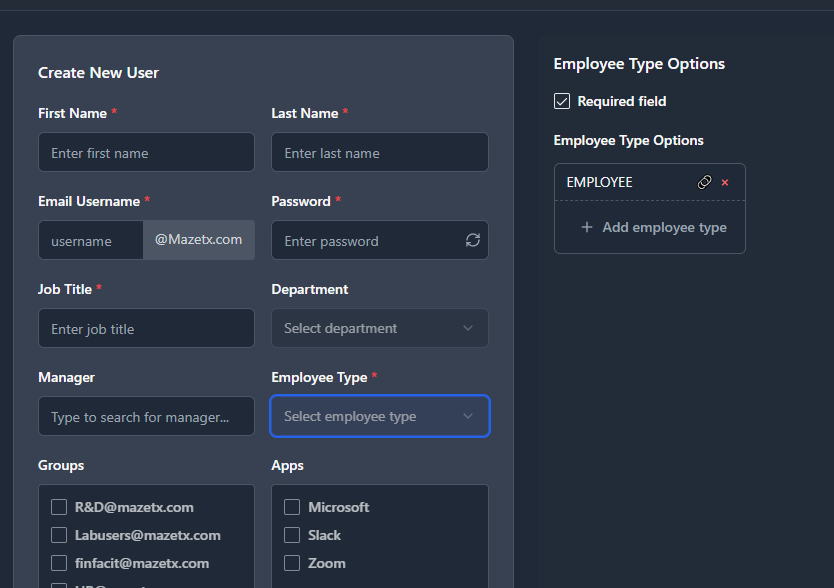 Create New User
First Name *
Last Name *
Enter first name
Enter last name
Email Username *
Password *
username
@Mazetx.com
Enter password
Job Title *
Department
Enter job title
Select department
Manager
Employee Type *
Type to search for manager...
Select employee type
Groups
Apps
R&D@mazetx.com
Microsoft
Labusers@mazetx.com
Slack
finfacit@mazetx.com
Zoom
Employee Type Options
Required field
Employee Type Options
EMPLOYEE
Add employee type